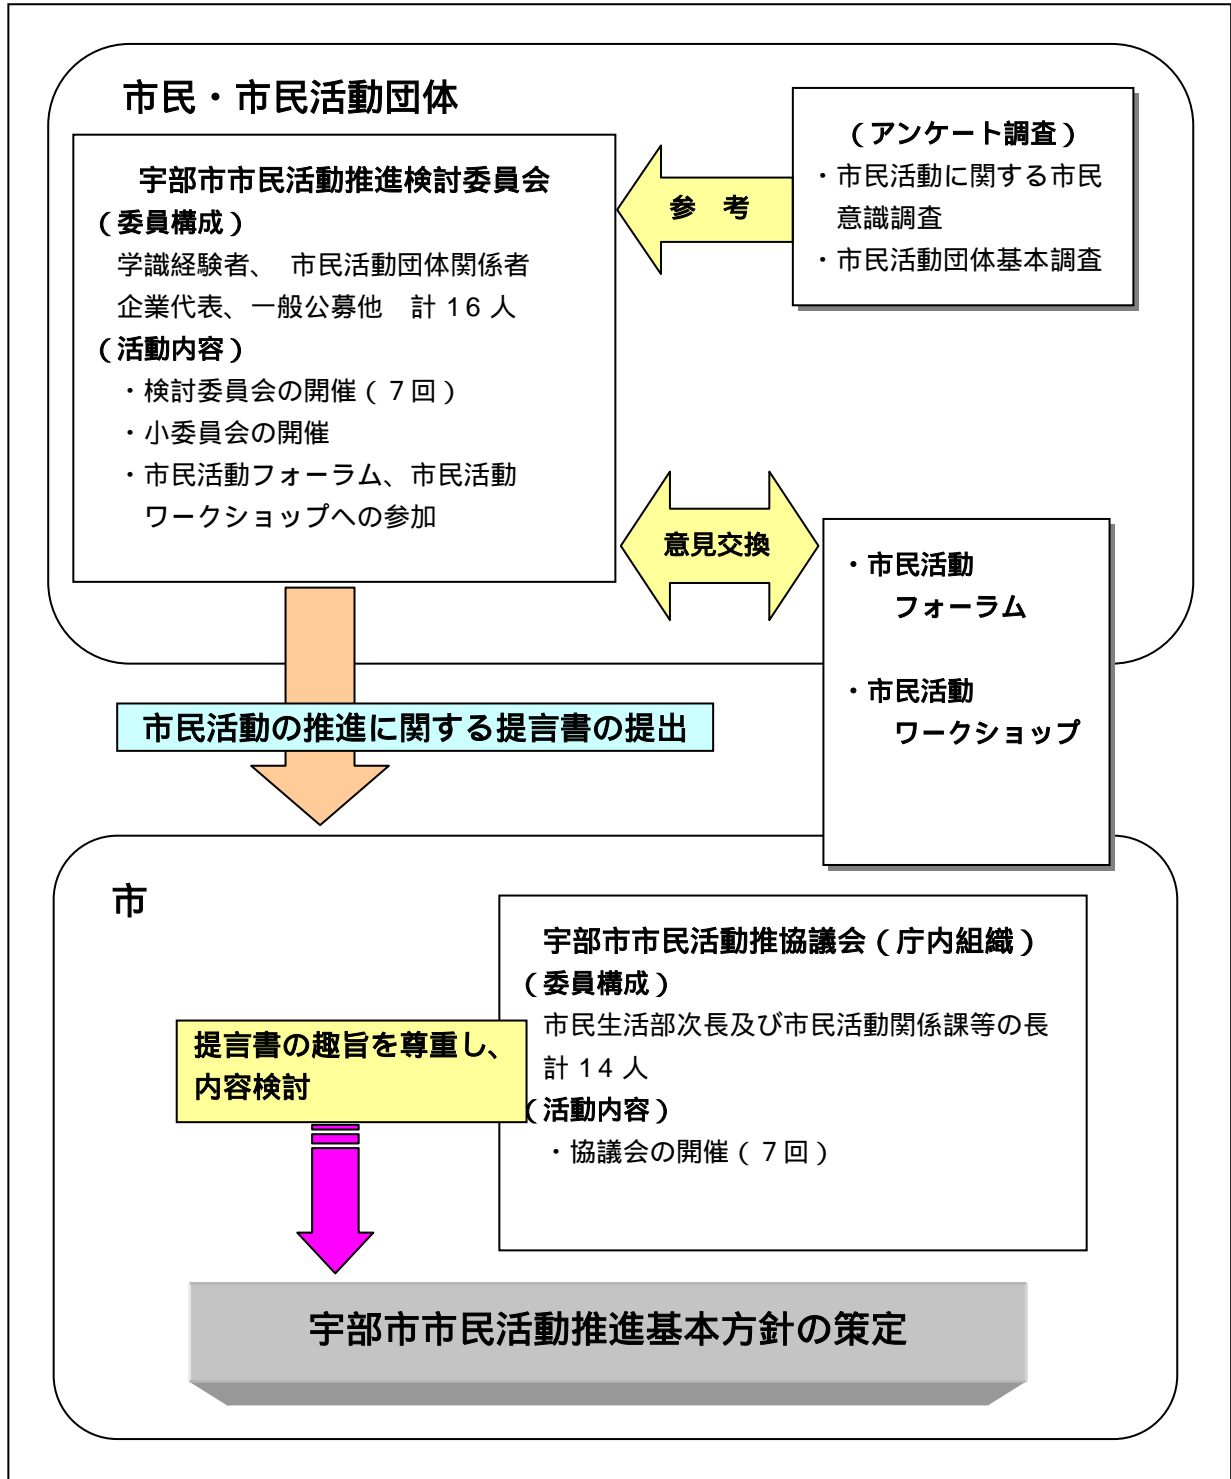 市民・市民活動団体
宇部市市民活動推進検討委員会
（委員構成）
学識経験者、　市民活動団体関係者
企業代表、一般公募他　計 16 人
（活動内容）
・検討委員会の開催（７回）
・小委員会の開催
・市民活動フォーラム、市民活動
ワークショップへの参加
参　考
（アンケート調査）
・市民活動に関する市民
意識調査
・市民活動団体基本調査
意見交換
・市民活動
フォーラム
・市民活動
ワークショップ
市民活動の推進に関する提言書の提出
市
宇部市市民活動推協議会（庁内組織）
（委員構成）
市民生活部次長及び市民活動関係課等の長
計 14 人
（活動内容）
・協議会の開催（７回）
提言書の趣旨を尊重し、
内容検討
宇部市市民活動推進基本方針の策定